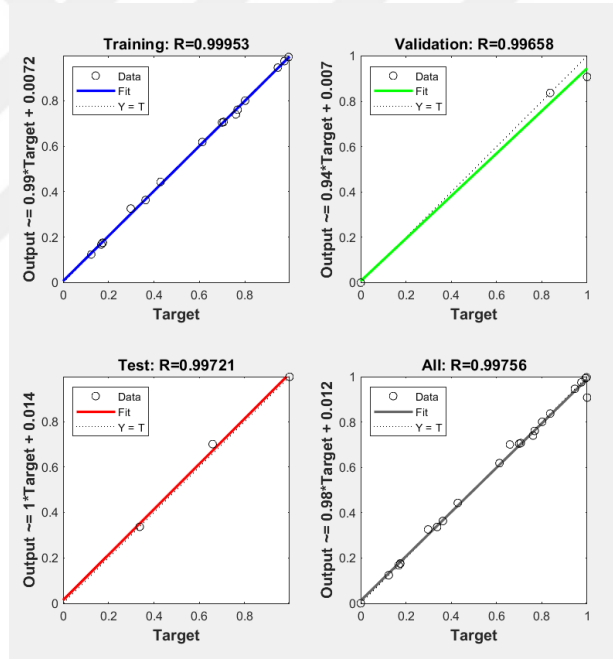 Training: R=0.99953
Output ~= 0.99*Target + 0.0072
Data
Fit
Y = T
0.8
0.6
0.4
0.2
0
0 0.2 0.4 0.6 0.8
Target
Validation: R=0.99658
Output ~= 0.94*Target + 0.007
Data
Fit
Y = T
1
0.8
0.6
0.4
0.2
0
0 0.2 0.4 0.6 0.8 1
Target
Test: R=0.99721
Output ~= 1*Target + 0.014
Data
Fit
Y = T
0.8
0.6
0.4
0.2
0
0 0.2 0.4 0.6 0.8
Target
All: R=0.99756
Output ~= 0.98*Target + 0.012
Data
Fit
Y = T
1
0.8
0.6
0.4
0.2
0
0 0.2 0.4 0.6 0.8 1
Target